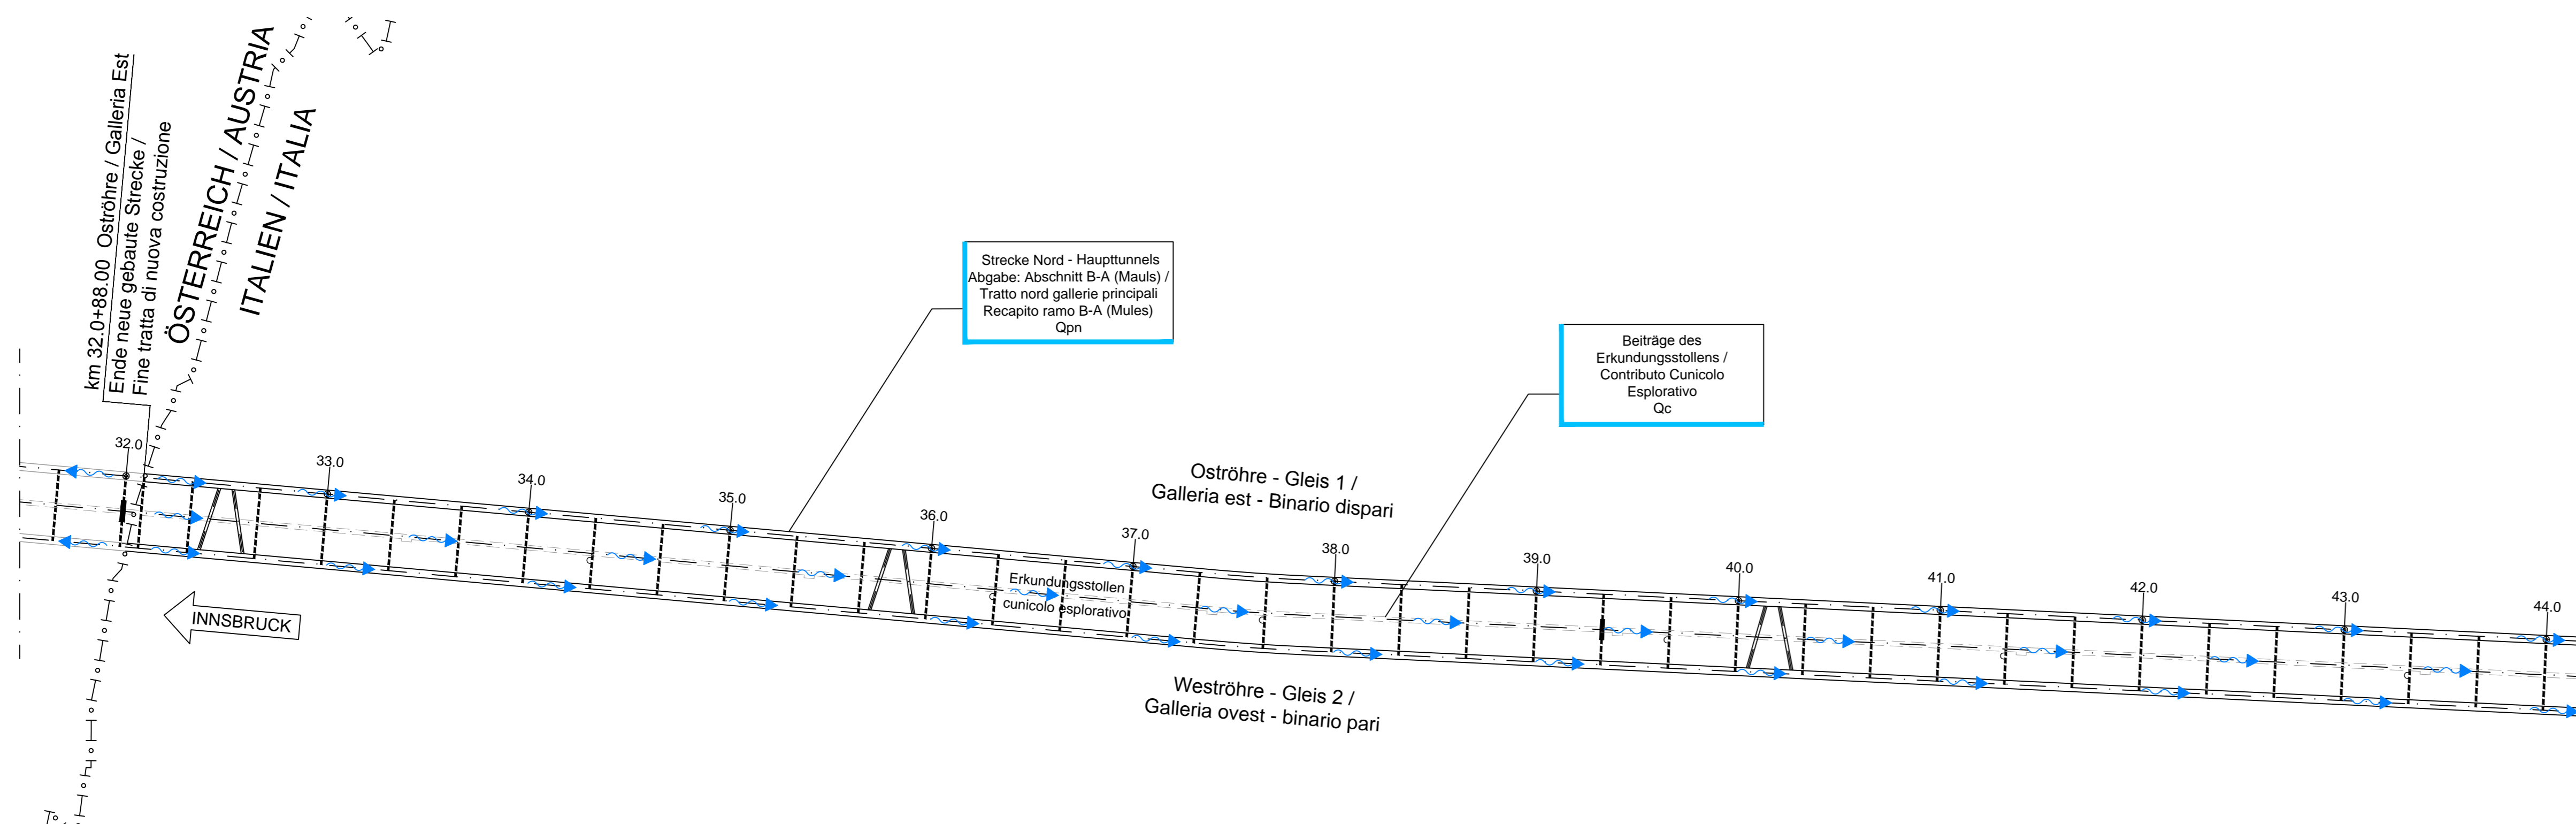 km 32.0+88.00  Oströhre / Galleria Est
Ende neue gebaute Strecke /
Fine tratta di nuova costruzione
ÖSTERREICH / AUSTRIA
ITALIEN / ITALIA
Strecke Nord - Haupttunnels
Abgabe: Abschnitt B-A (Mauls) /
Tratto nord gallerie principali
Recapito ramo B-A (Mules)
Qpn
Beiträge des
Erkundungsstollens /
Contributo Cunicolo
Esplorativo
Qc
Oströhre - Gleis 1 /
Galleria est - Binario dispari
32.0
33.0
34.0
35.0
36.0
37.0
38.0
39.0
40.0
41.0
42.0
43.0
44.0
Erkundungsstollen
cunicolo esplorativo
INNSBRUCK
Weströhre - Gleis 2 /
Galleria ovest - binario pari